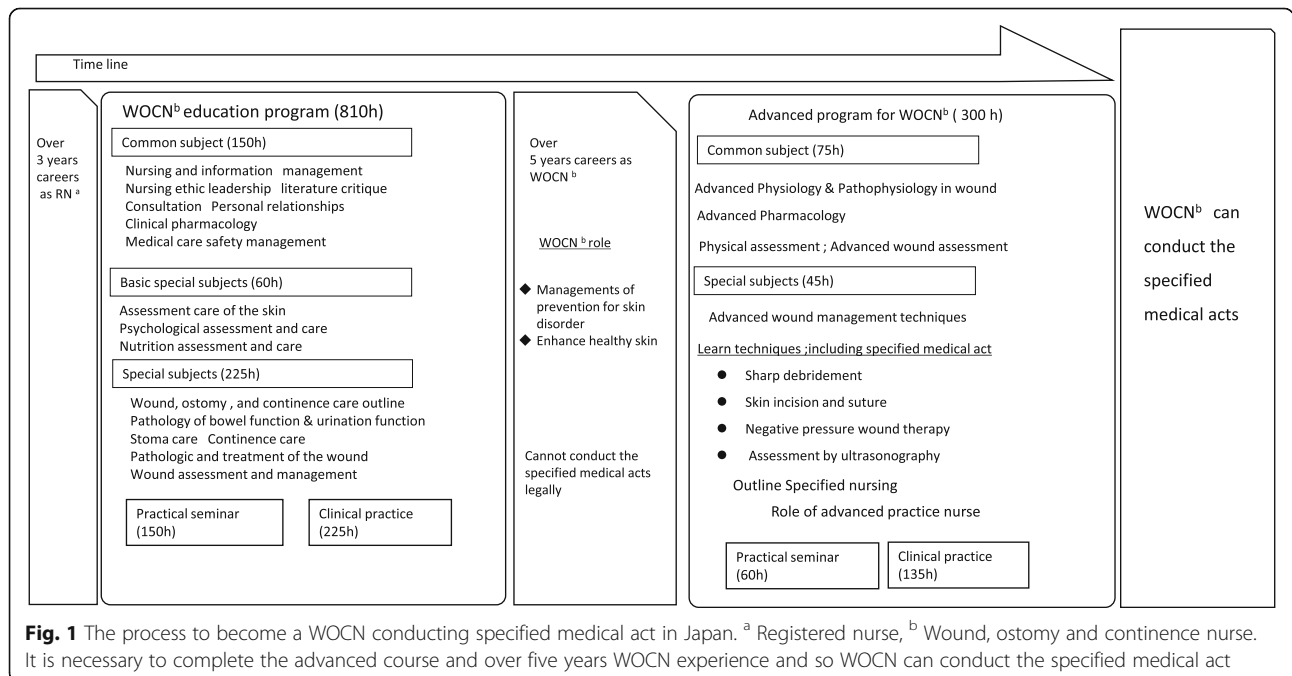 Time line
Over
3 years
careers
as RN a
WOCNb education program (810h)
Common subject (150h)
Nursing and information management
Nursing ethic leadership literature critique
Consultation Personal relationships
Clinical pharmacology
Medical care safety management
Basic special subjects (60h)
Assessment care of the skin
Psychological assessment and care
Nutrition assessment and care
Special subjects (225h)
Wound, ostomy , and continence care outline
Pathology of bowel function & urination function
Stoma care Continence care
Pathologic and treatment of the wound
Wound assessment and management
Practical seminar
(150h)
Clinical practice
(225h)
Over
5 years careers as
WOCN b
WOCN b role
◆ Managements of
prevention for skin
disorder
◆ Enhance healthy skin
Cannot conduct the
specified medical acts
legally
Advanced program for WOCNb ( 300 h)
Common subject (75h)
Advanced Physiology & Pathophysiology in wound
Advanced Pharmacology
Physical assessment ; Advanced wound assessment
Special subjects (45h)
Advanced wound management techniques
Learn techniques ;including specified medical act
● Sharp debridement
● Skin incision and suture
● Negative pressure wound therapy
● Assessment by ultrasonography
Outline Specified nursing
Role of advanced practice nurse
Practical seminar
(60h)
Clinical practice
(135h)
WOCNb can
conduct the
specified
medical acts
Fig. 1 The process to become a WOCN conducting specified medical act in Japan. a Registered nurse, b Wound, ostomy and continence nurse.
It is necessary to complete the advanced course and over five years WOCN experience and so WOCN can conduct the specified medical act